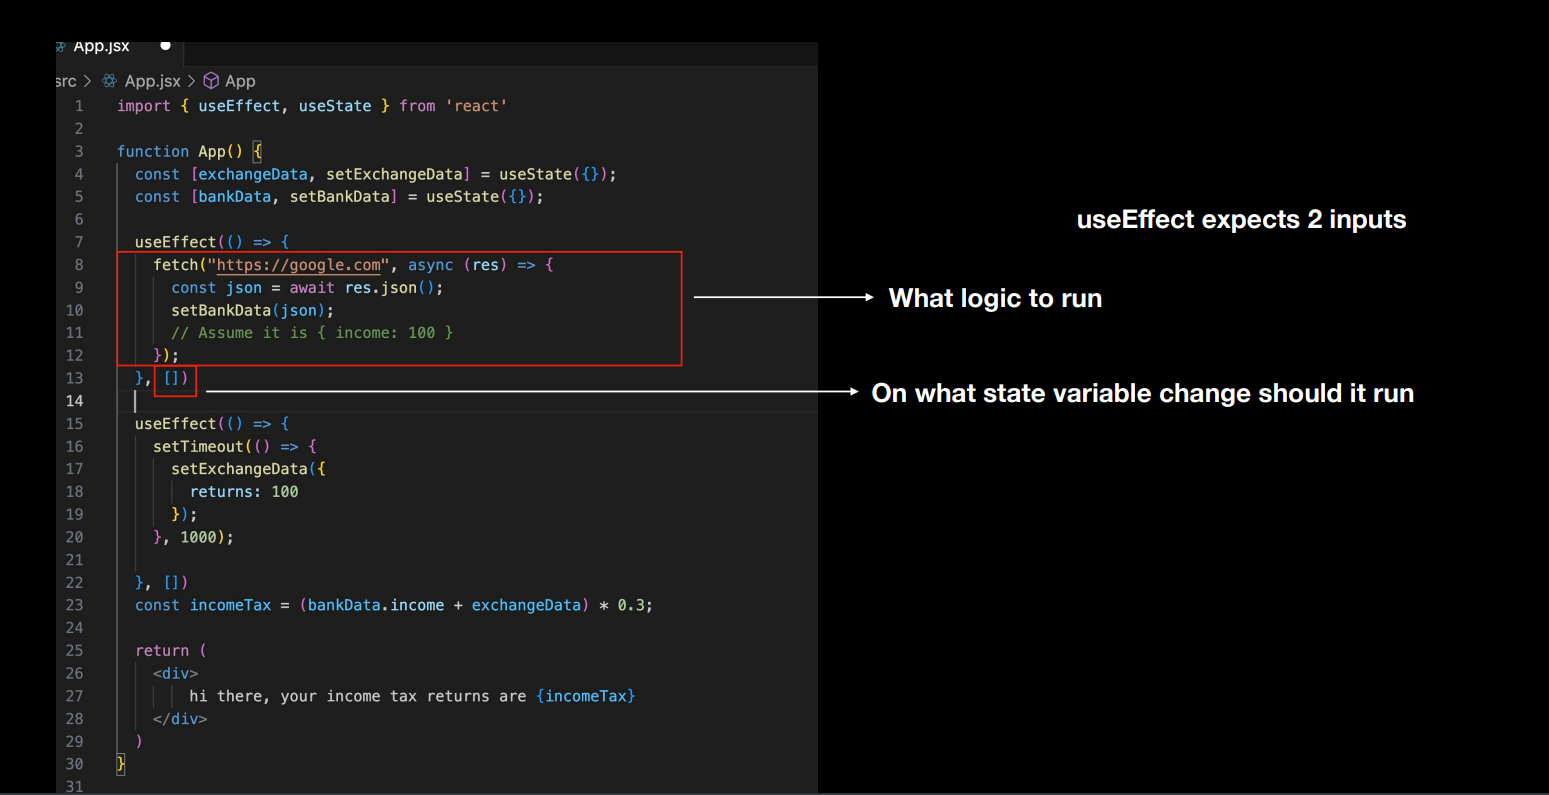 App.jsx
src > App.jsx > App
1 import { useEffect, useState } from 'react'
2
3 function App() {
4 const [exchangeData, setExchangeData] = useState({});
5 const [bankData, setBankData] = useState({});
6
useEffect expects 2 inputs
7 useEffect(() => {
8 fetch("https://google.com", async (res) => {
9 const json = await res.json();
What logic to run
10 setBankData(json);
11 // Assume it is { income: 100 }
12 });
13 }, [])
On what state variable change should it run
14
15 useEffect(() => {
16 setTimeout(() => {
17 setExchangeData({
18 returns: 100
19 });
20 }, 1000);
21
22 }, [])
23 const incomeTax = (bankData.income + exchangeData) * 0.3;
24
25 return (
26 <div>
27 hi there, your income tax returns are {incomeTax}
28 </div>
29 )
30 }
31